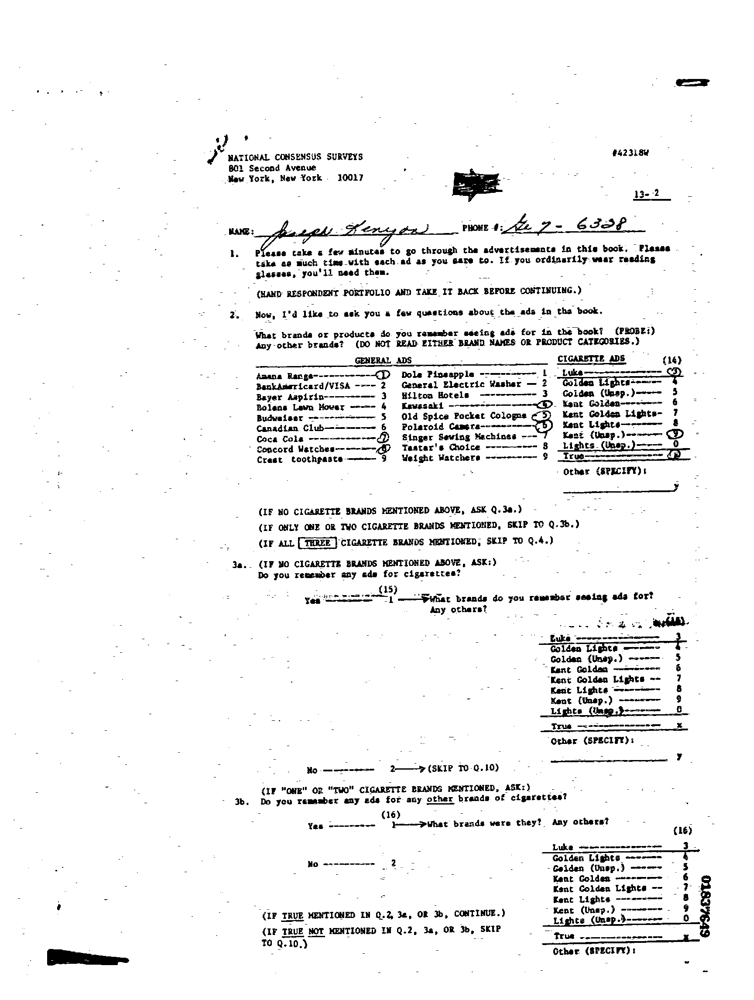 NATIONAL CONSENSUS SURVEYS
801 Second Avenue
New York, New York 10017
#42318W
13- 2
NAME: Joseph Kenyon PHONE #: Ge 7 - 6328
1. Please take a few minutes to go through the advertisements in this book. Please
take as much time with each ad as you care to. If you ordinarily wear reading
glasses, you'll need them.
(HAND RESPONDENT PORTFOLIO AND TAKE IT BACK BEFORE CONTINUING.)
2. Now, I'd like to ask you a few questions about the ads in the book.
What brands or products do you remember seeing ads for in the book? (PROBE:)
Any other brands? (DO NOT READ EITHER BRAND NAMES OR PRODUCT CATEGORIES.)
GENERAL ADS CIGARETTE ADS (14)
Amana Range------------1 Dole Pineapple ---------- 1 Luke------------- 3
BankAmericard/VISA ---- 2 General Electric Washer -- 2 Golden Lights------ 4
Bayer Aspirin---------- 3 Hilton Hotels ---------- 3 Golden (Unsp.)----- 5
Bolens Lawn Mower ----- 4 Kawasaki --------------- 4 Kent Golden-------- 6
Budweiser ------------- 5 Old Spice Pocket Cologne - 5 Kent Golden Lights- 7
Canadian Club---------- 6 Polaroid Camera--------- 6 Kent Lights-------- 8
Coca Cola ------------- 7 Singer Sewing Machines --- 7 Kent (Unsp.)------- 9
Concord Watches-------- 8 Taster's Choice ---------- 8 Lights (Unsp.)----- 0
Crest toothpaste ------ 9 Weight Watchers ---------- 9 True--------------- x
Other (SPECIFY):
y
(IF NO CIGARETTE BRANDS MENTIONED ABOVE, ASK Q.3a.)
(IF ONLY ONE OR TWO CIGARETTE BRANDS MENTIONED, SKIP TO Q.3b.)
(IF ALL THREE CIGARETTE BRANDS MENTIONED, SKIP TO Q.4.)
3a. (IF NO CIGARETTE BRANDS MENTIONED ABOVE, ASK:)
Do you remember any ads for cigarettes?
(15)
Yes --------- 1 → What brands do you remember seeing ads for?
Any others?
Luke --------------- 3
Golden Lights ------ 4
Golden (Unsp.) ----- 5
Kent Golden -------- 6
Kent Golden Lights -- 7
Kent Lights -------- 8
Kent (Unsp.) ------- 9
Lights (Unsp.)------ 0
True --------------- x
Other (SPECIFY):
y
No ---------- 2 → (SKIP TO Q.10)
(IF "ONE" OR "TWO" CIGARETTE BRANDS MENTIONED, ASK:)
3b. Do you remember any ads for any other brands of cigarettes?
(16)
Yes --------- 1 → What brands were they? Any others?
(16)
Luke --------------- 3
Golden Lights ------ 4
No ---------- 2 Golden (Unsp.) ----- 5
Kent Golden -------- 6
Kent Golden Lights -- 7
Kent Lights -------- 8
(IF TRUE MENTIONED IN Q.2, 3a, OR 3b, CONTINUE.) Kent (Unsp.) ------- 9
Lights (Unsp.)------ 0
(IF TRUE NOT MENTIONED IN Q.2, 3a, OR 3b, SKIP
TO Q.10.) True --------------- x
Other (SPECIFY):
01837649